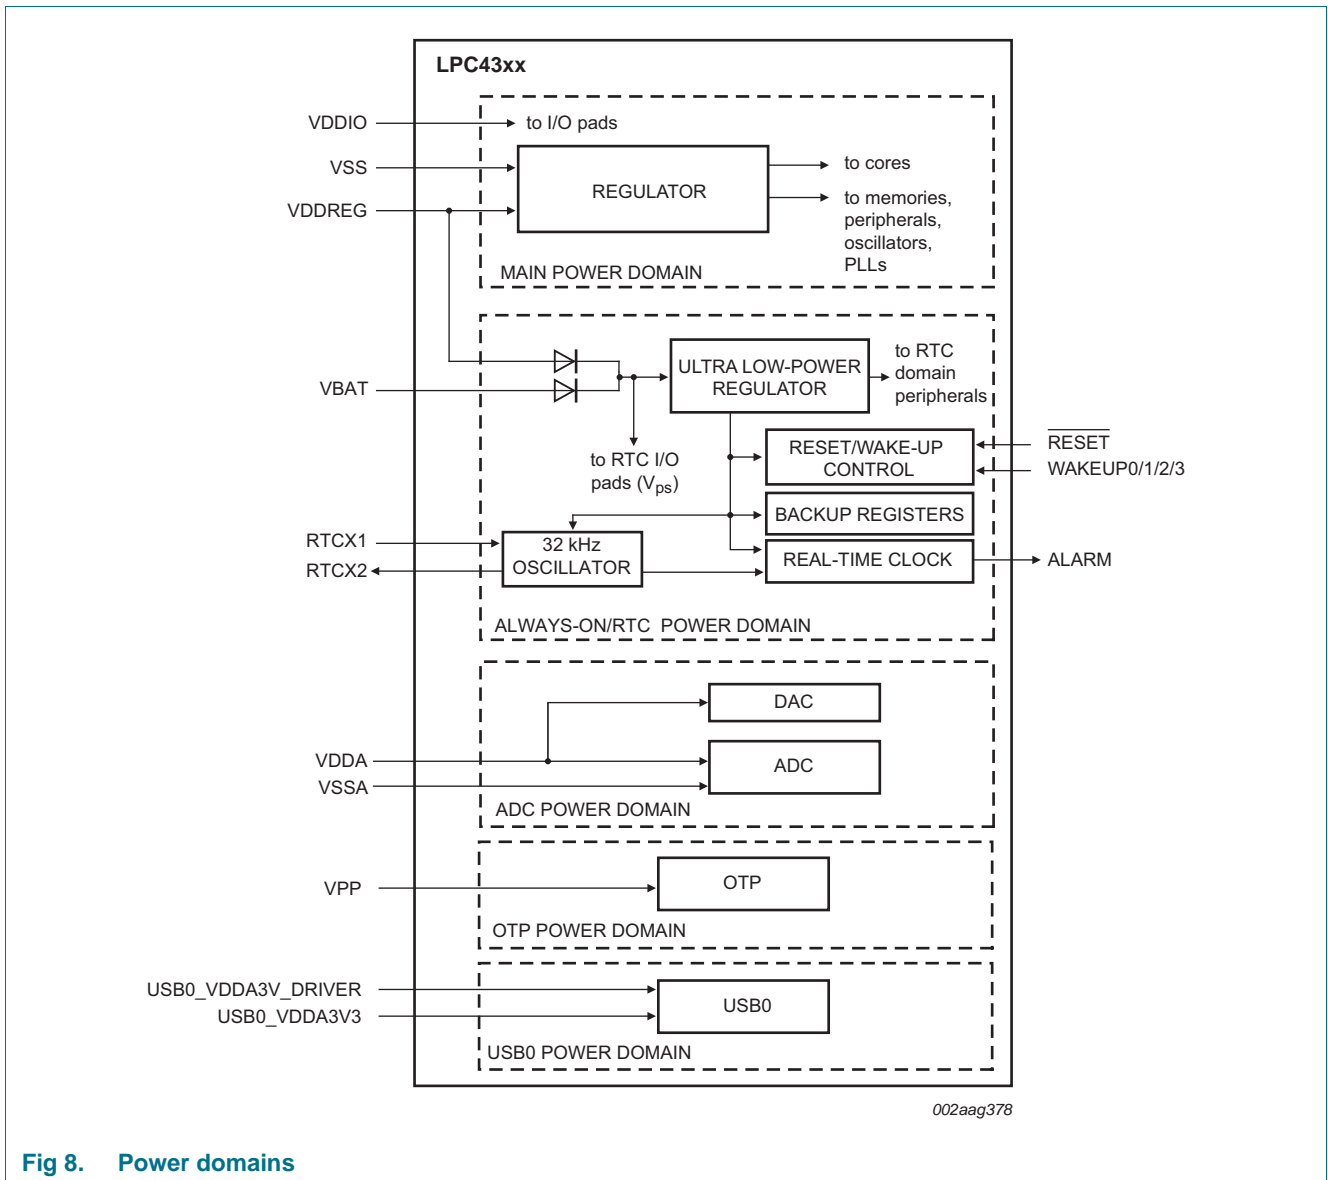 LPC43xx
VDDIO
to I/O pads
VSS
VDDREG
REGULATOR
to cores
to memories,
peripherals,
oscillators,
PLLs
MAIN POWER DOMAIN
VBAT
ULTRA LOW-POWER
REGULATOR
to RTC
domain
peripherals
to RTC I/O
pads (Vps)
RESET/WAKE-UP
CONTROL
RESET
WAKEUP0/1/2/3
BACKUP REGISTERS
RTCX1
RTCX2
32 kHz
OSCILLATOR
REAL-TIME CLOCK
ALARM
ALWAYS-ON/RTC POWER DOMAIN
DAC
VDDA
VSSA
ADC
ADC POWER DOMAIN
VPP
OTP
OTP POWER DOMAIN
USB0_VDDA3V_DRIVER
USB0_VDDA3V3
USB0
USB0 POWER DOMAIN
002aag378
Fig 8. Power domains